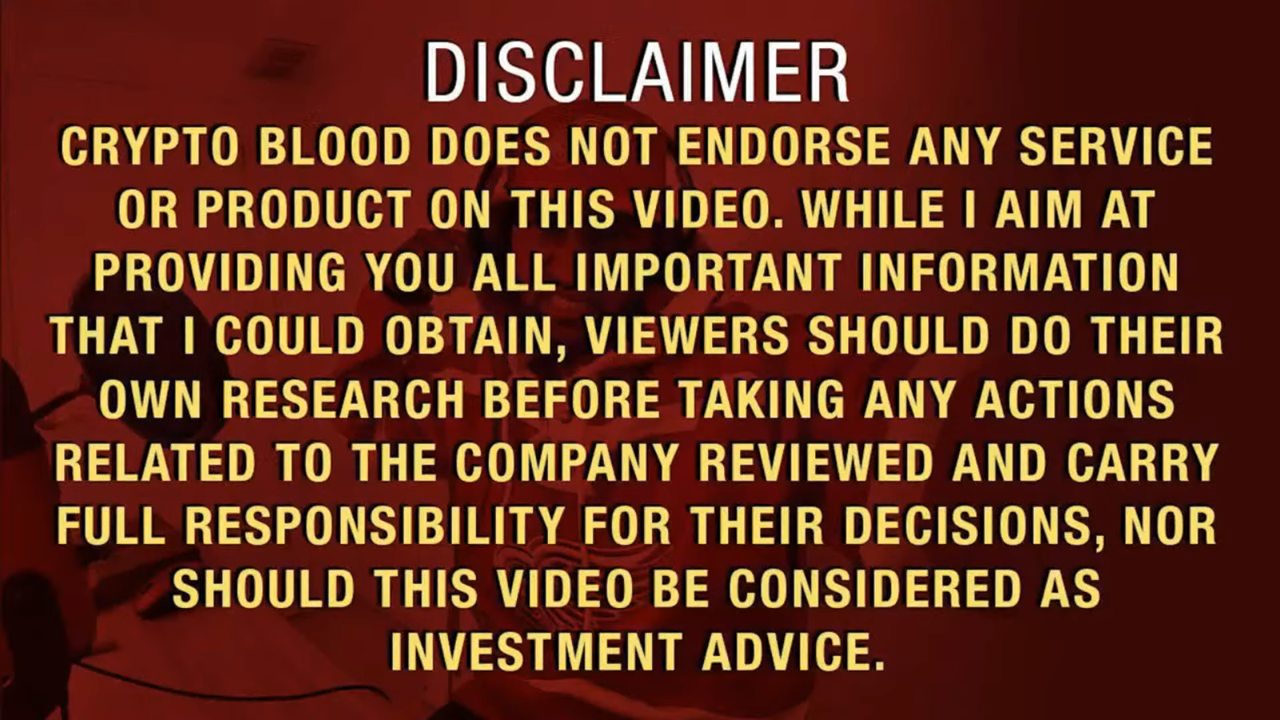 DISCLAIMER
CRYPTO BLOOD DOES NOT ENDORSE ANY SERVICE
OR PRODUCT ON THIS VIDEO. WHILE I AIM AT
PROVIDING YOU ALL IMPORTANT INFORMATION
THAT I COULD OBTAIN, VIEWERS SHOULD DO THEIR
OWN RESEARCH BEFORE TAKING ANY ACTIONS
RELATED TO THE COMPANY REVIEWED AND CARRY
FULL RESPONSIBILITY FOR THEIR DECISIONS, NOR
SHOULD THIS VIDEO BE CONSIDERED AS
INVESTMENT ADVICE.